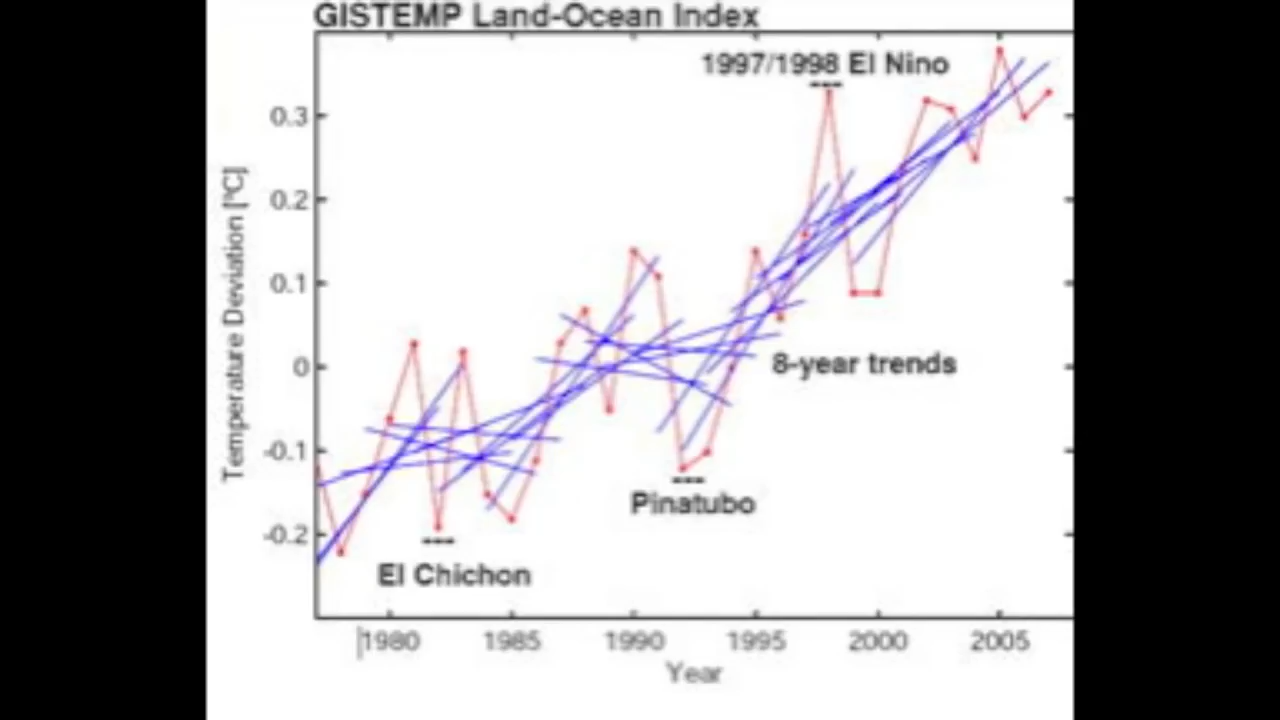 GISTEMP Land-Ocean Index
1997/1998 El Nino
0.3
0.2
0.1
0
-0.1
-0.2
Temperature Deviation [ºC]
8-year trends
Pinatubo
El Chichon
1980 1985 1990 1995 2000 2005
Year